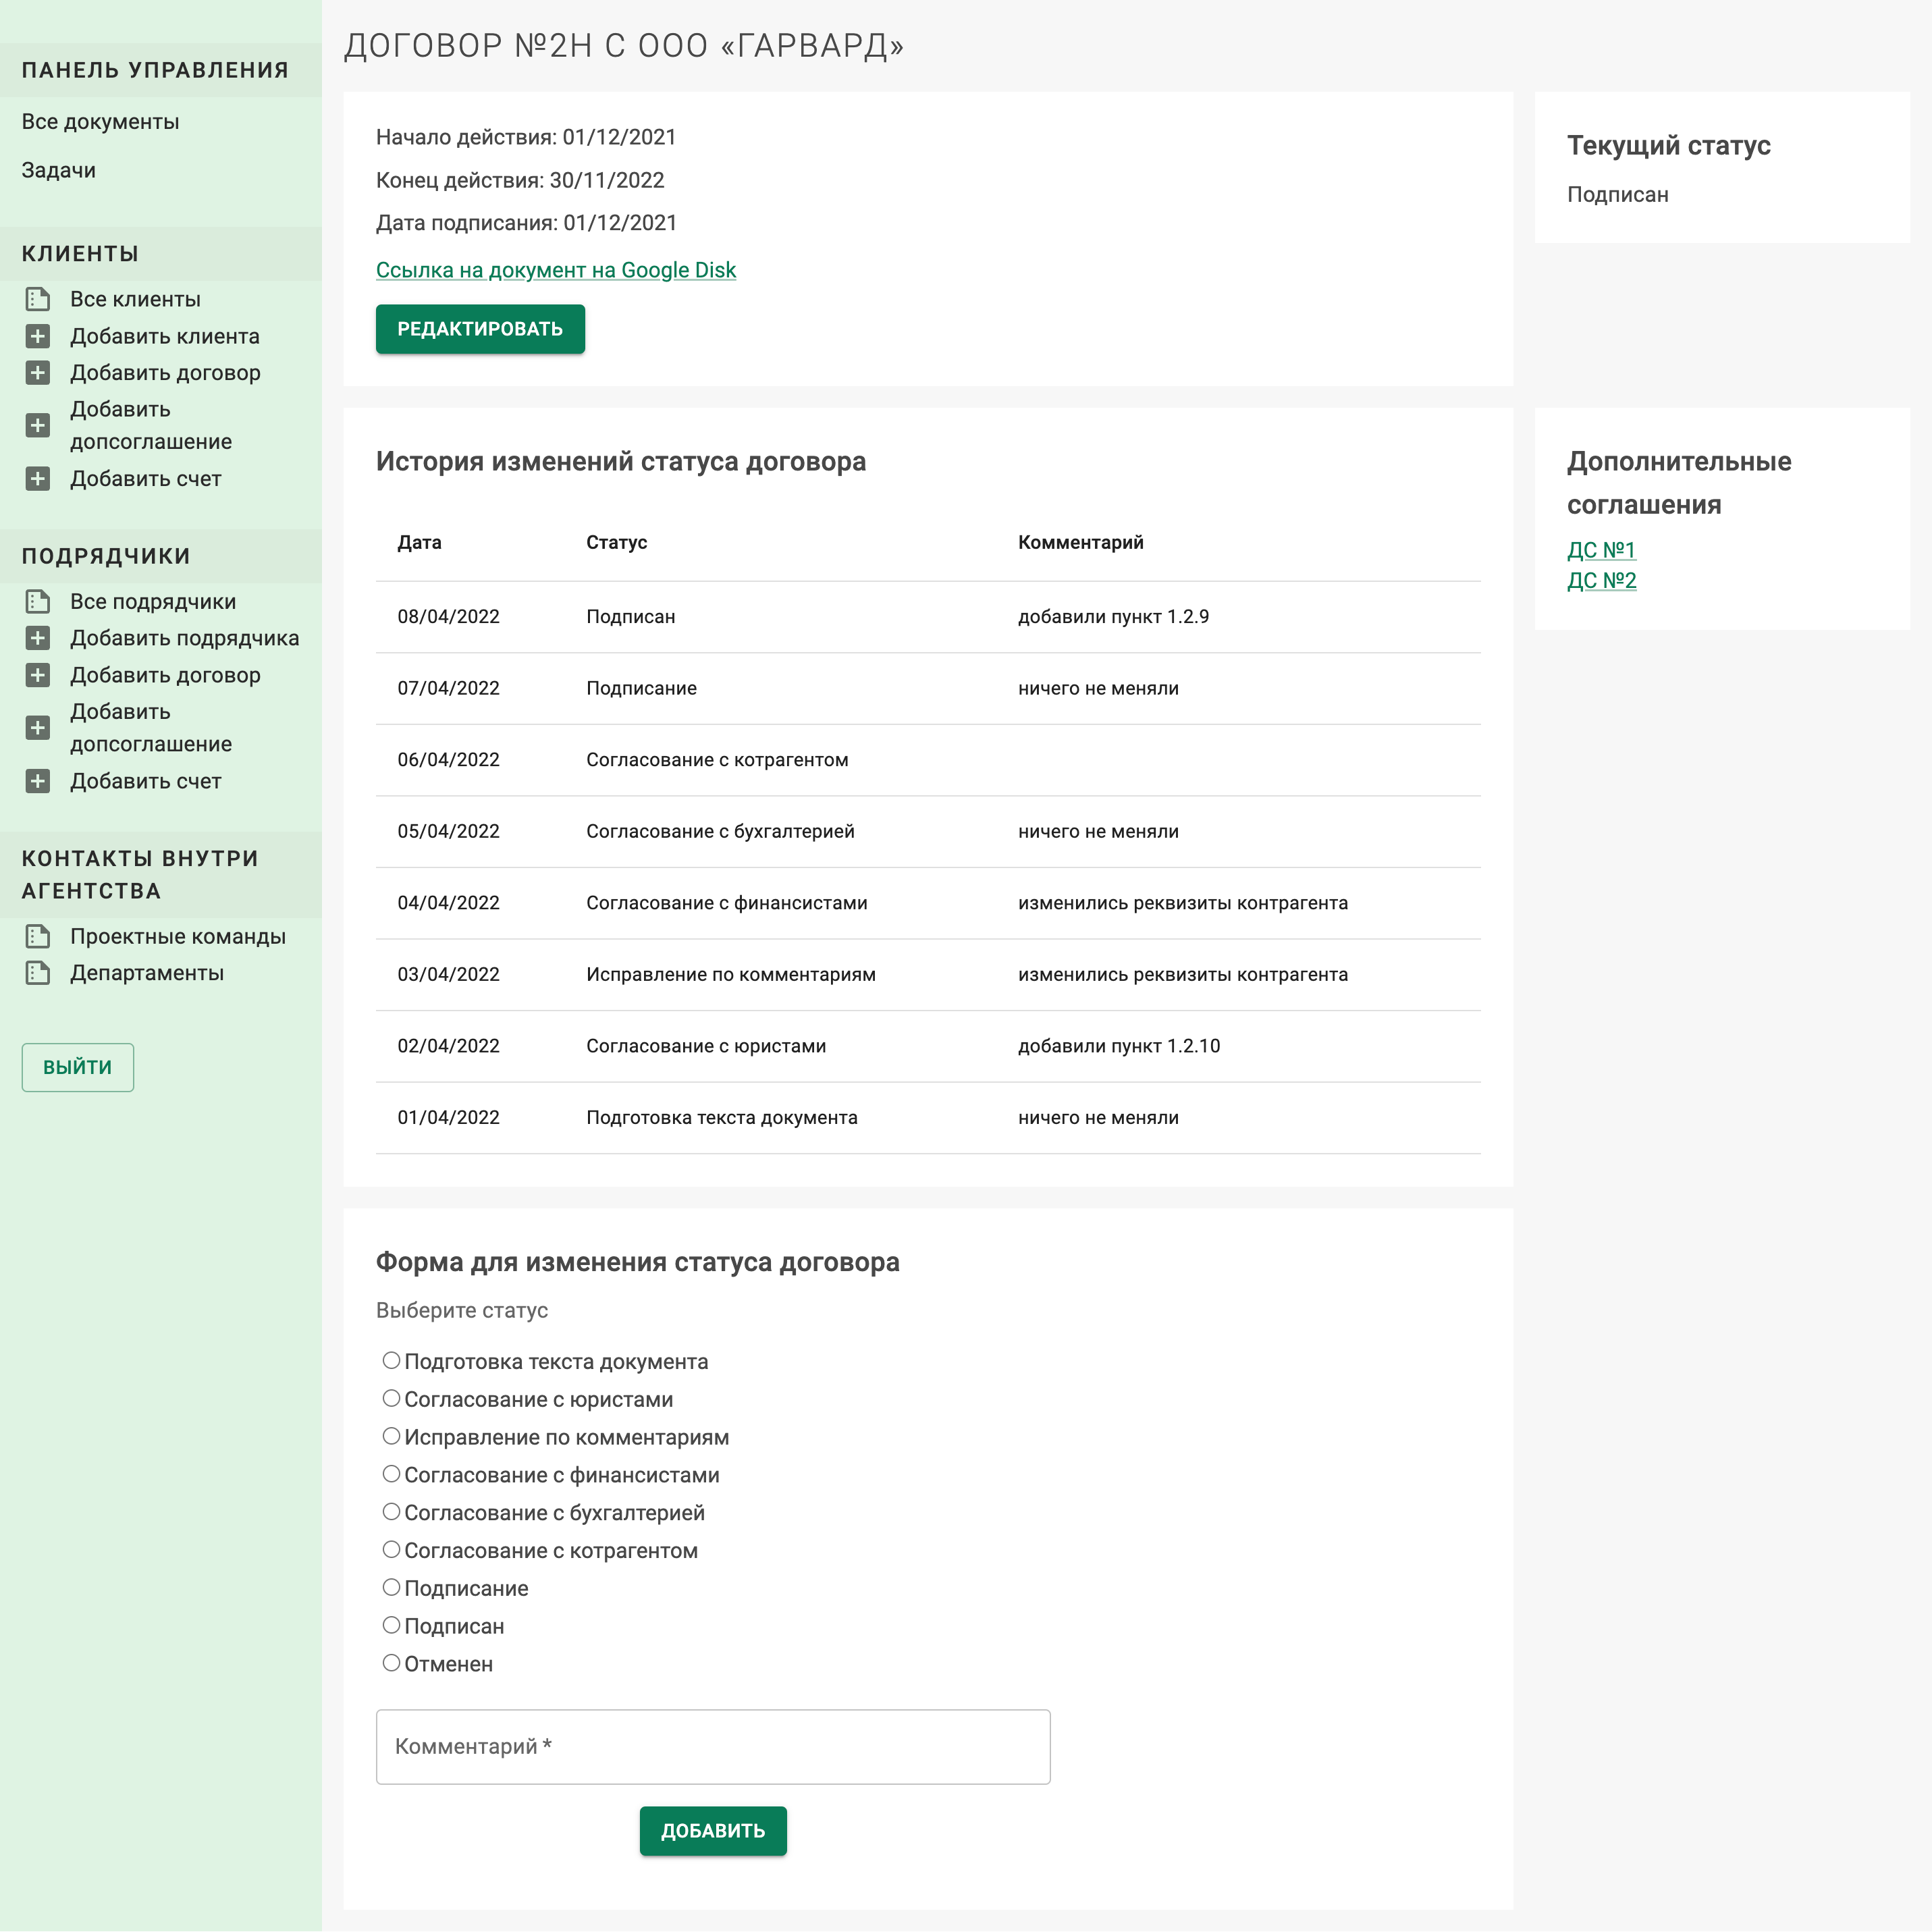 ПАНЕЛЬ УПРАВЛЕНИЯ
Все документы
Задачи
КЛИЕНТЫ
Все клиенты
Добавить клиента
Добавить договор
Добавить
допсоглашение
Добавить счет
ПОДРЯДЧИКИ
Все подрядчики
Добавить подрядчика
Добавить договор
Добавить
допсоглашение
Добавить счет
КОНТАКТЫ ВНУТРИ
АГЕНТСТВА
Проектные команды
Департаменты
ВЫЙТИ
ДОГОВОР №2Н С ООО «ГАРВАРД»
Начало действия: 01/12/2021
Конец действия: 30/11/2022
Дата подписания: 01/12/2021
Ссылка на документ на Google Disk
РЕДАКТИРОВАТЬ
Текущий статус
Подписан
История изменений статуса договора
Дата Статус Комментарий
08/04/2022 Подписан добавили пункт 1.2.9
07/04/2022 Подписание ничего не меняли
06/04/2022 Согласование с котрагентом
05/04/2022 Согласование с бухгалтерией ничего не меняли
04/04/2022 Согласование с финансистами изменились реквизиты контрагента
03/04/2022 Исправление по комментариям изменились реквизиты контрагента
02/04/2022 Согласование с юристами добавили пункт 1.2.10
01/04/2022 Подготовка текста документа ничего не меняли
Дополнительные
соглашения
ДС №1
ДС №2
Форма для изменения статуса договора
Выберите статус
Подготовка текста документа
Согласование с юристами
Исправление по комментариям
Согласование с финансистами
Согласование с бухгалтерией
Согласование с котрагентом
Подписание
Подписан
Отменен
Комментарий *
ДОБАВИТЬ